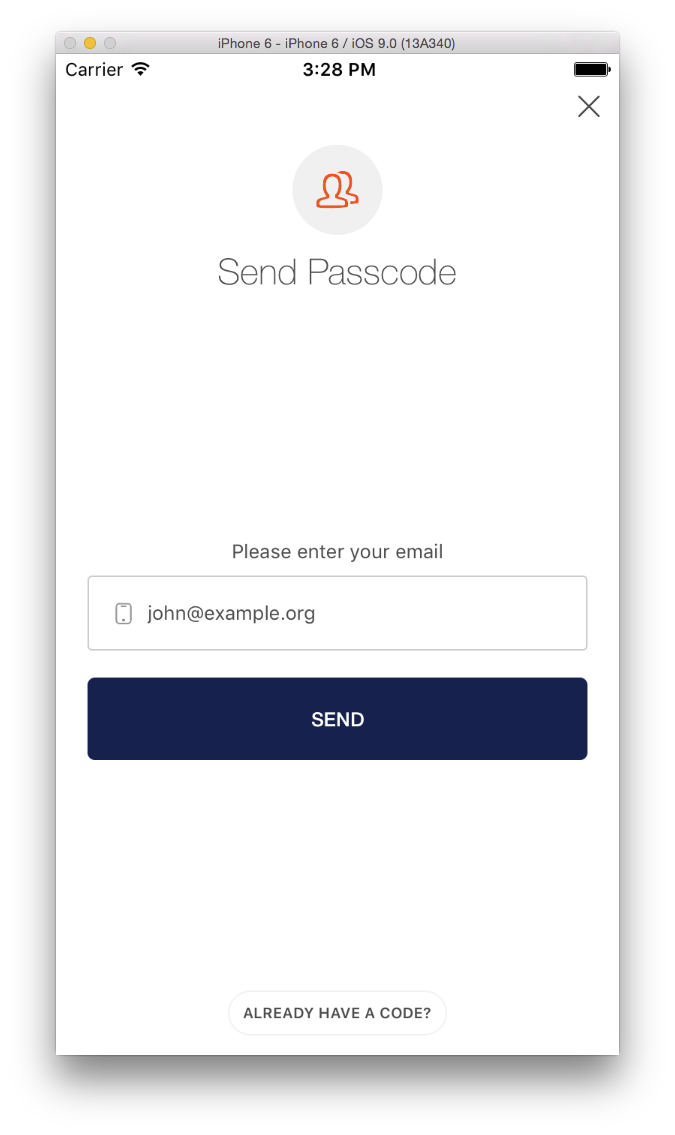 iPhone 6 - iPhone 6 / iOS 9.0 (13A340)
Carrier 3:28 PM
Send Passcode
Please enter your email
john@example.org
SEND
ALREADY HAVE A CODE?